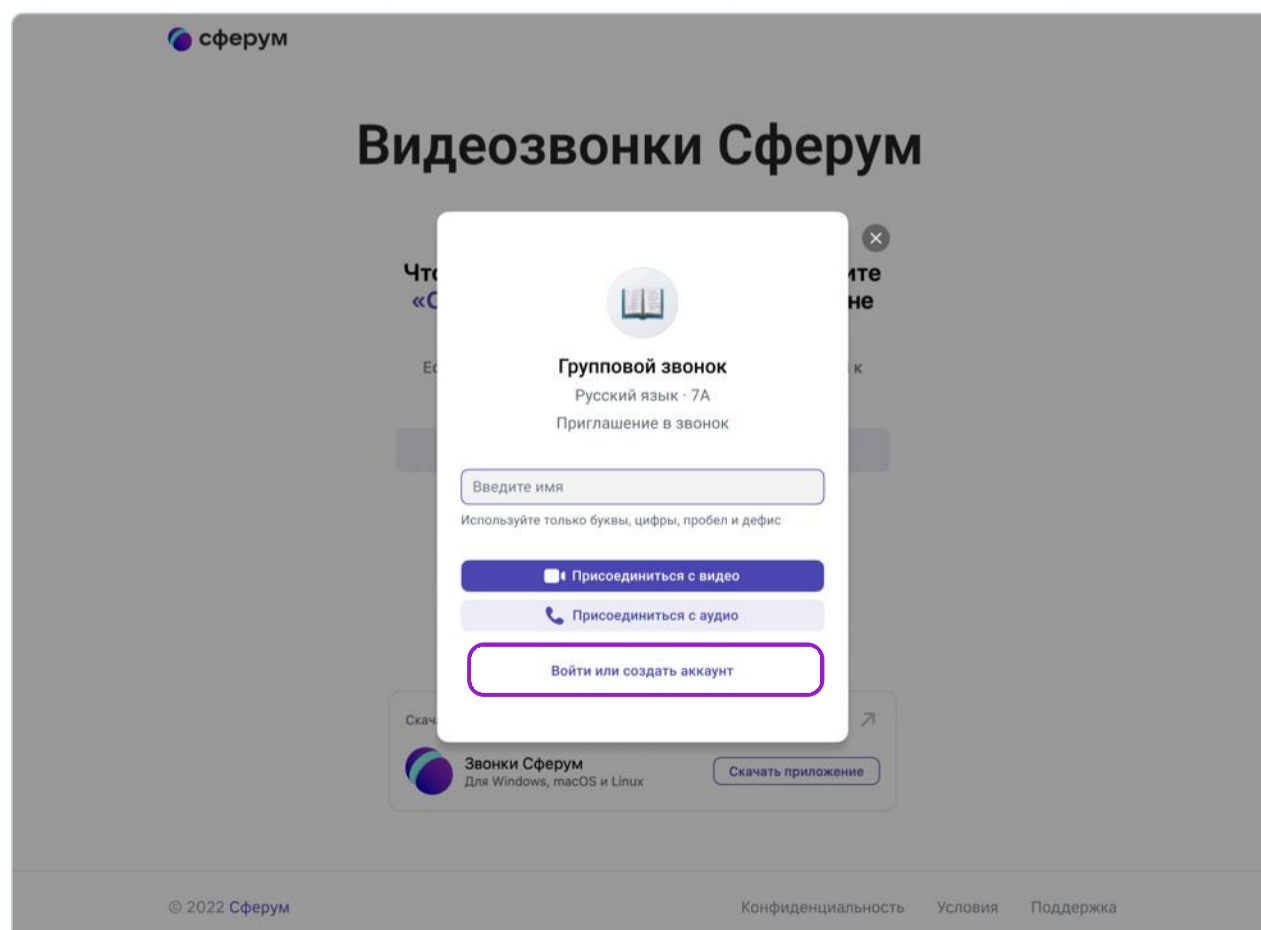 сферум
Видеозвонки Сферум
Групповой звонок
Русский язык · 7А
Приглашение в звонок
Введите имя
Используйте только буквы, цифры, пробел и дефис
Присоединиться с видео
Присоединиться с аудио
Войти или создать аккаунт
Звонки Сферум
Для Windows, macOS и Linux
Скачать приложение
© 2022 Сферум
Конфиденциальность Условия Поддержка